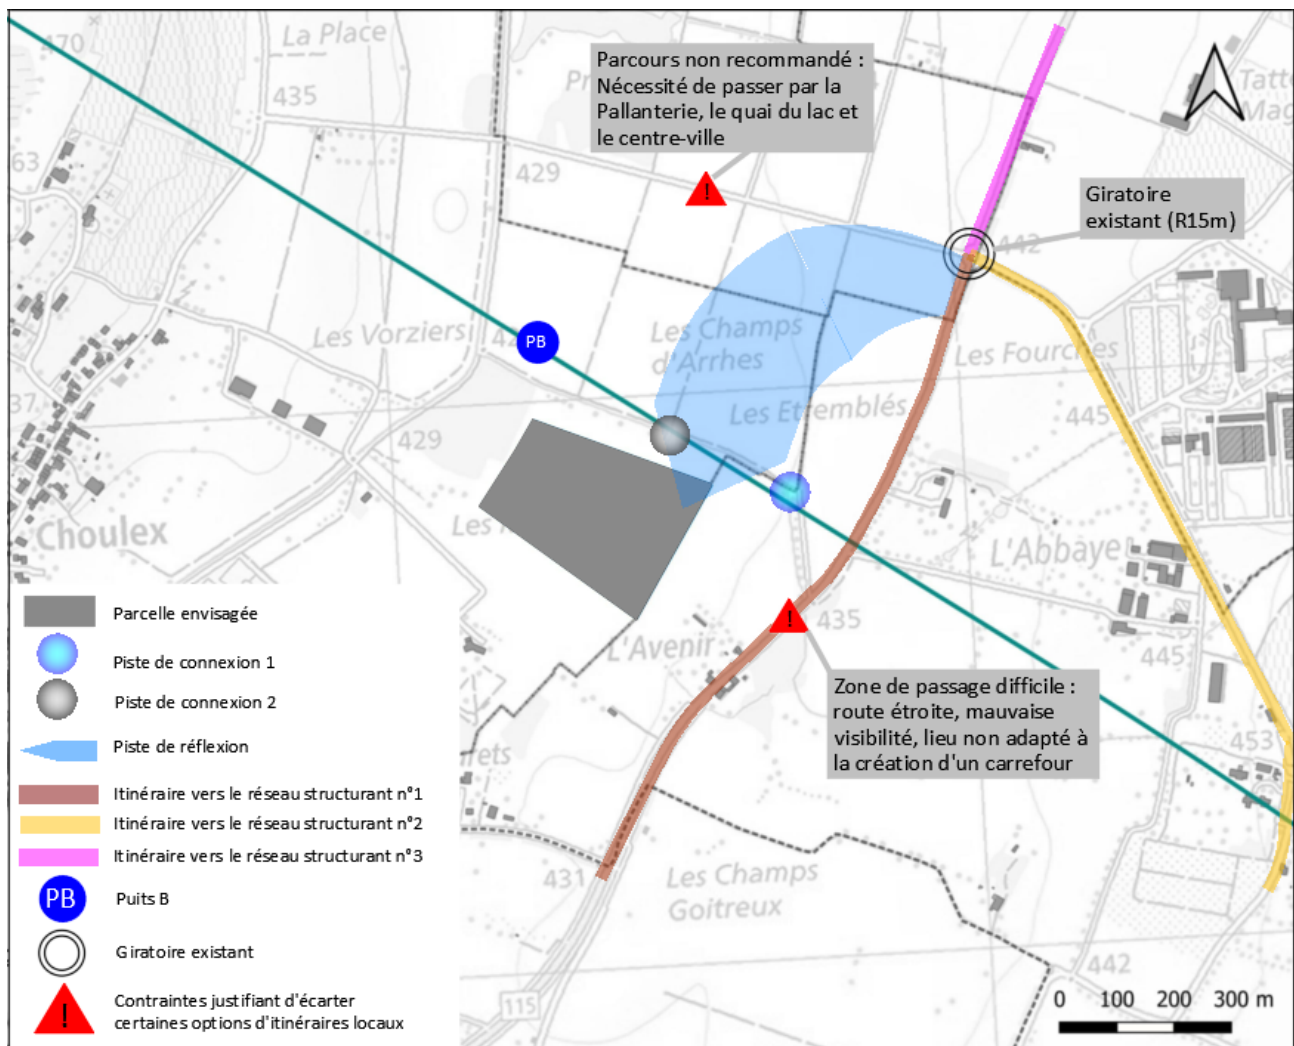 470
La Place
435
63
Parcours non recommandé :
Nécessité de passer par la
Pallanterie, le quai du lac et
le centre-ville
!
429
Giratoire
existant (R15m)
442
Les Vorziers
PB
Les Champs
d'Arrhes
Les Fourches
37
429
Les Etremblés
445
Choulex
Les
L'Abbaye
L'Avenir
!
435
445
Zone de passage difficile :
route étroite, mauvaise
visibilité, lieu non adapté à
la création d'un carrefour
453
431
Les Champs
Goitreux
115
442
0 100 200 300 m
Parcelle envisagée
Piste de connexion 1
Piste de connexion 2
Piste de réflexion
Itinéraire vers le réseau structurant n°1
Itinéraire vers le réseau structurant n°2
Itinéraire vers le réseau structurant n°3
PB
Puits B
Giratoire existant
!
Contraintes justifiant d'écarter
certaines options d'itinéraires locaux